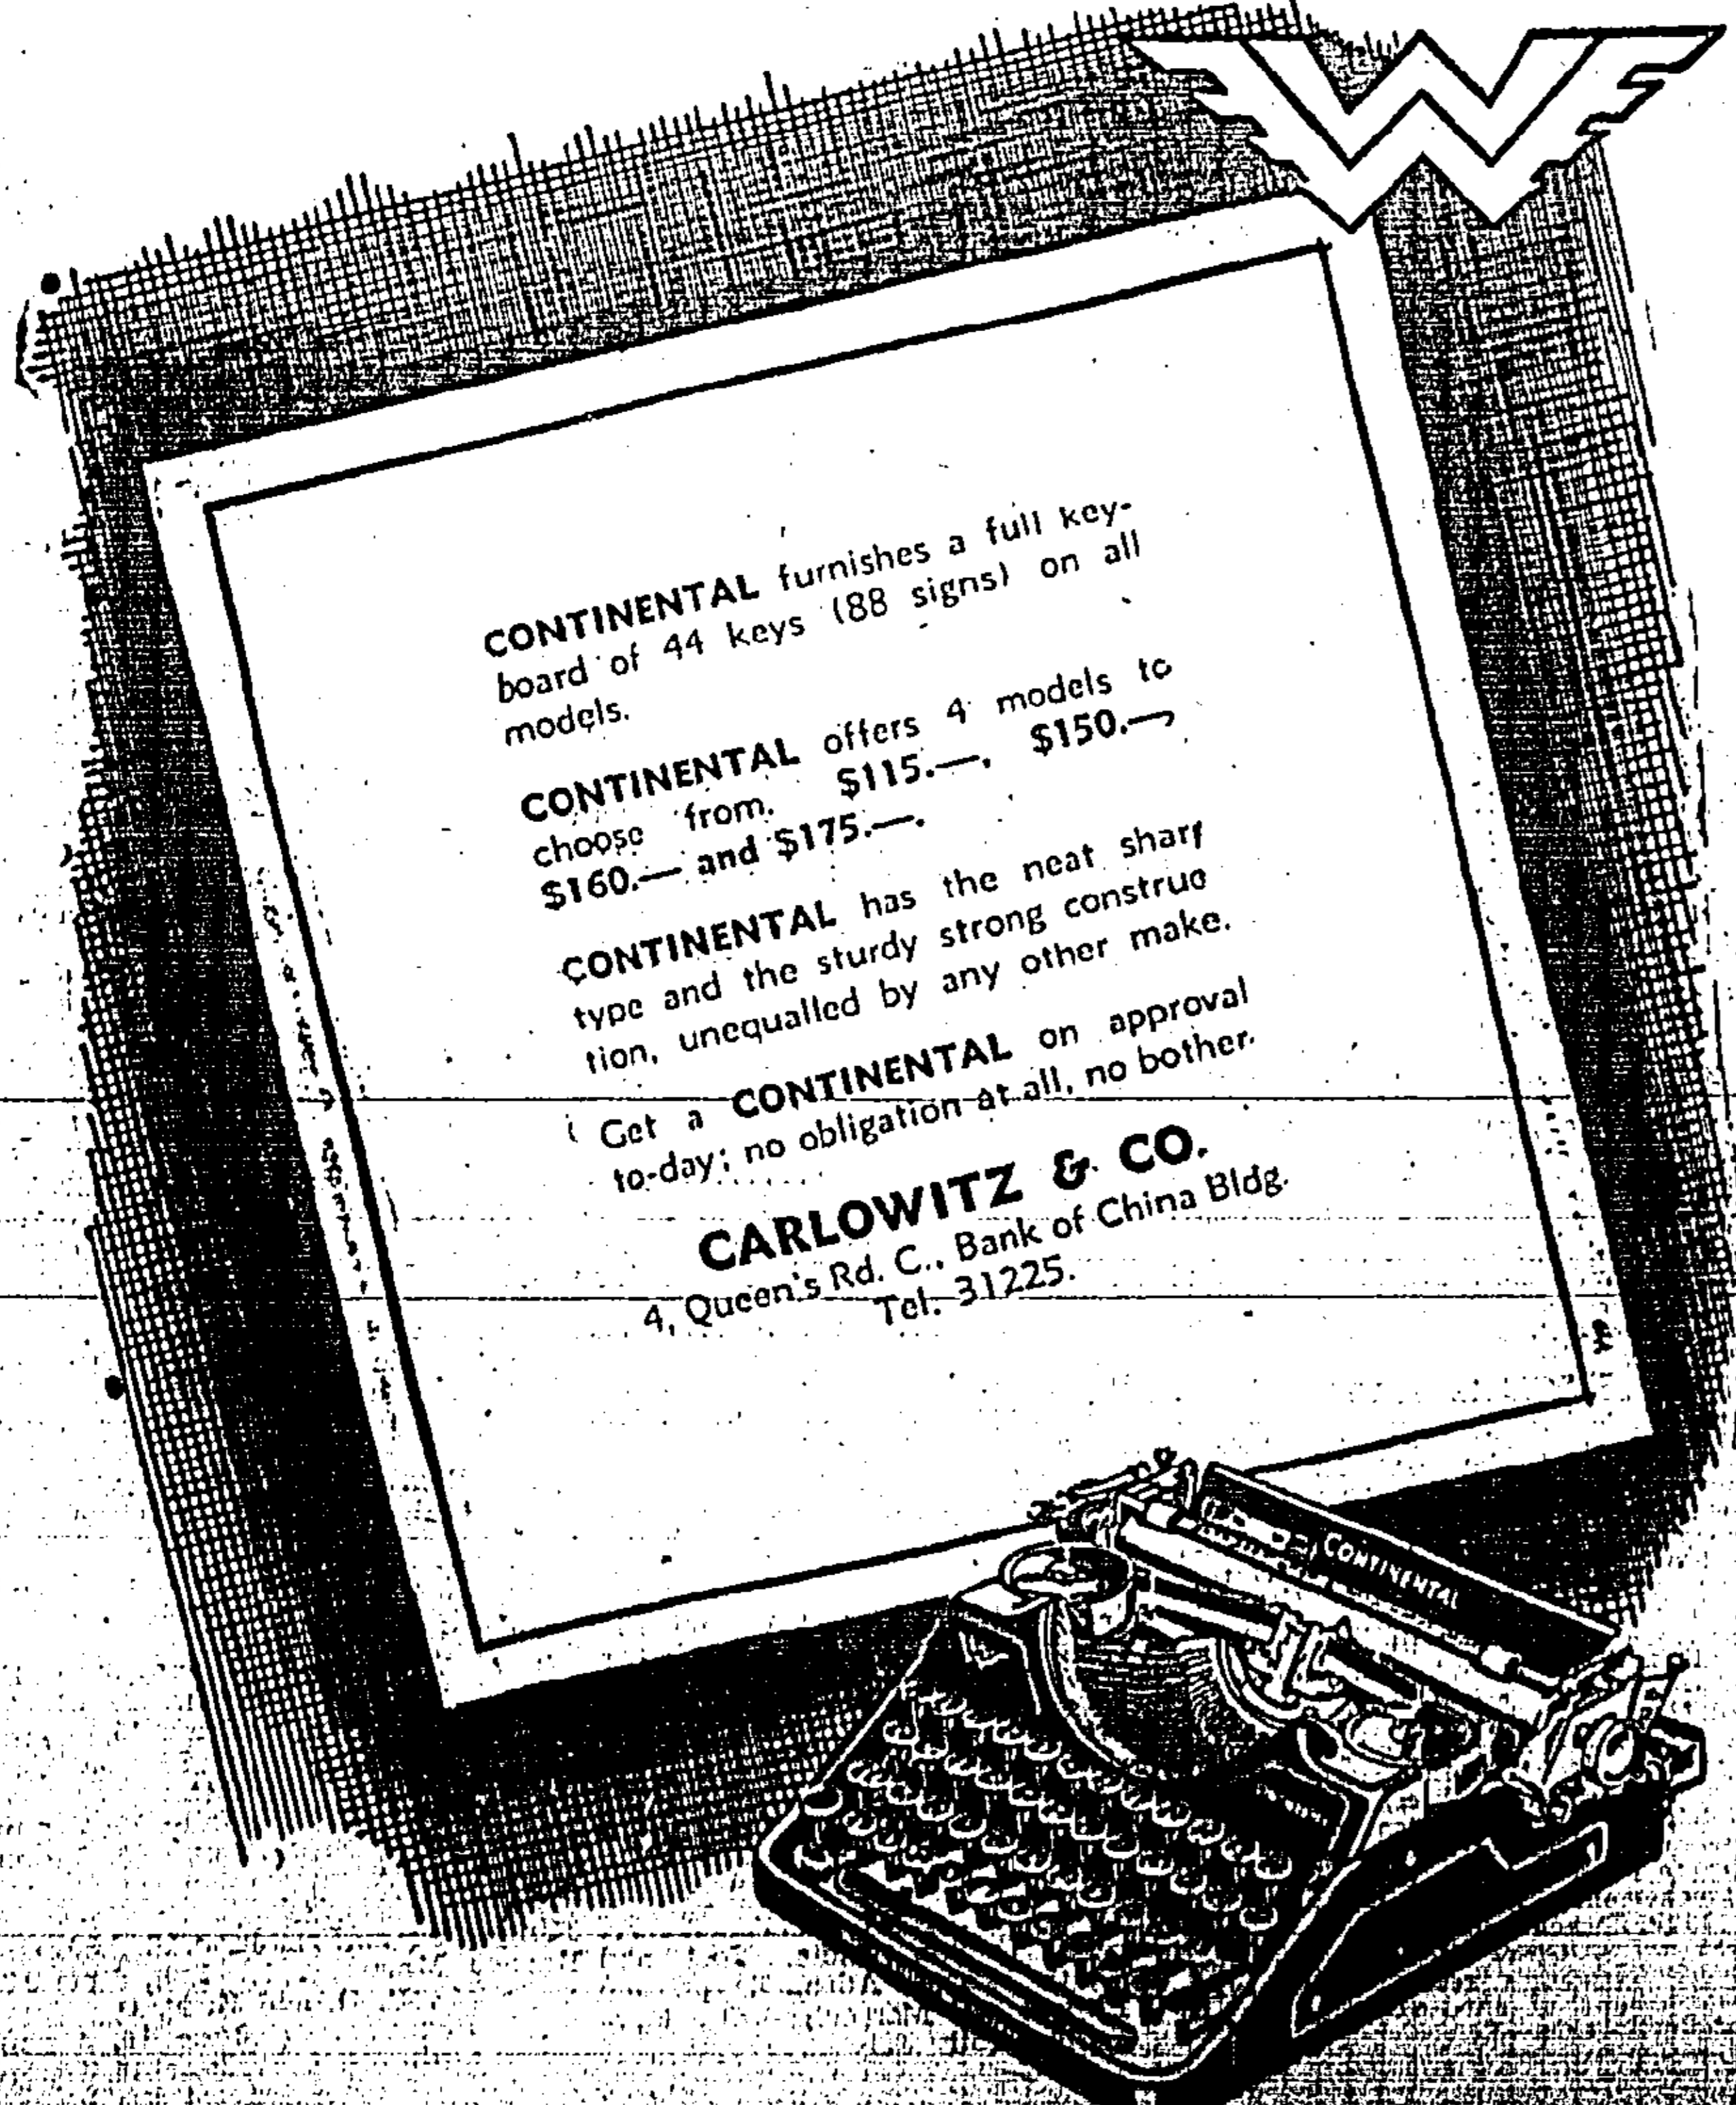 CONTINENTAL furnishes a full key-
board of 44 keys (88 signs) on all
models.
CONTINENTAL offers 4 models to
choose from. $115.—, $150.—,
$160.— and $175.—.
CONTINENTAL has the neat sharp
type and the sturdy strong construc
tion, unequalled by any other make.
Get a CONTINENTAL on approval
to-day; no obligation at all, no bother.
CARLOWITZ & CO.
4, Queen's Rd. C., Bank of China Bldg.
Tel. 31225.
CONTINENTAL
W